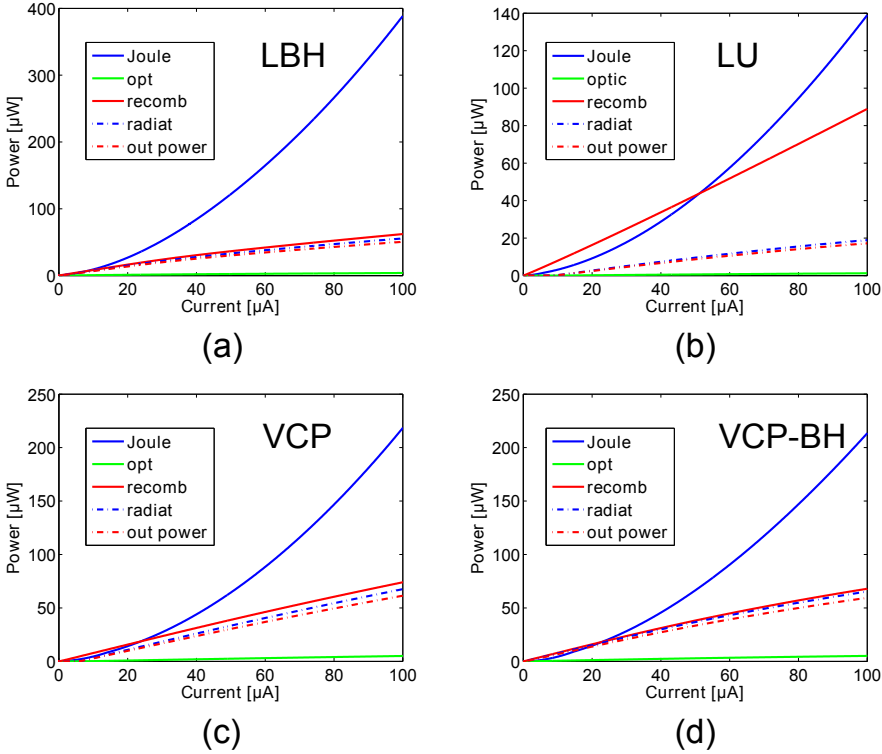 400
300
200
100
0
0 20 40 60 80 100
Power [µW]
Current [µA]
LBH
Joule
opt
recomb
radiat
out power
(a)
140
120
100
80
60
40
20
0
0 20 40 60 80 100
Power [µW]
Current [µA]
LU
Joule
optic
recomb
radiat
out power
(b)
250
200
150
100
50
0
0 20 40 60 80 100
Power [µW]
Current [µA]
VCP
Joule
opt
recomb
radiat
out power
(c)
250
200
150
100
50
0
0 20 40 60 80 100
Power [µW]
Current [µA]
VCP-BH
Joule
opt
recomb
radiat
out power
(d)